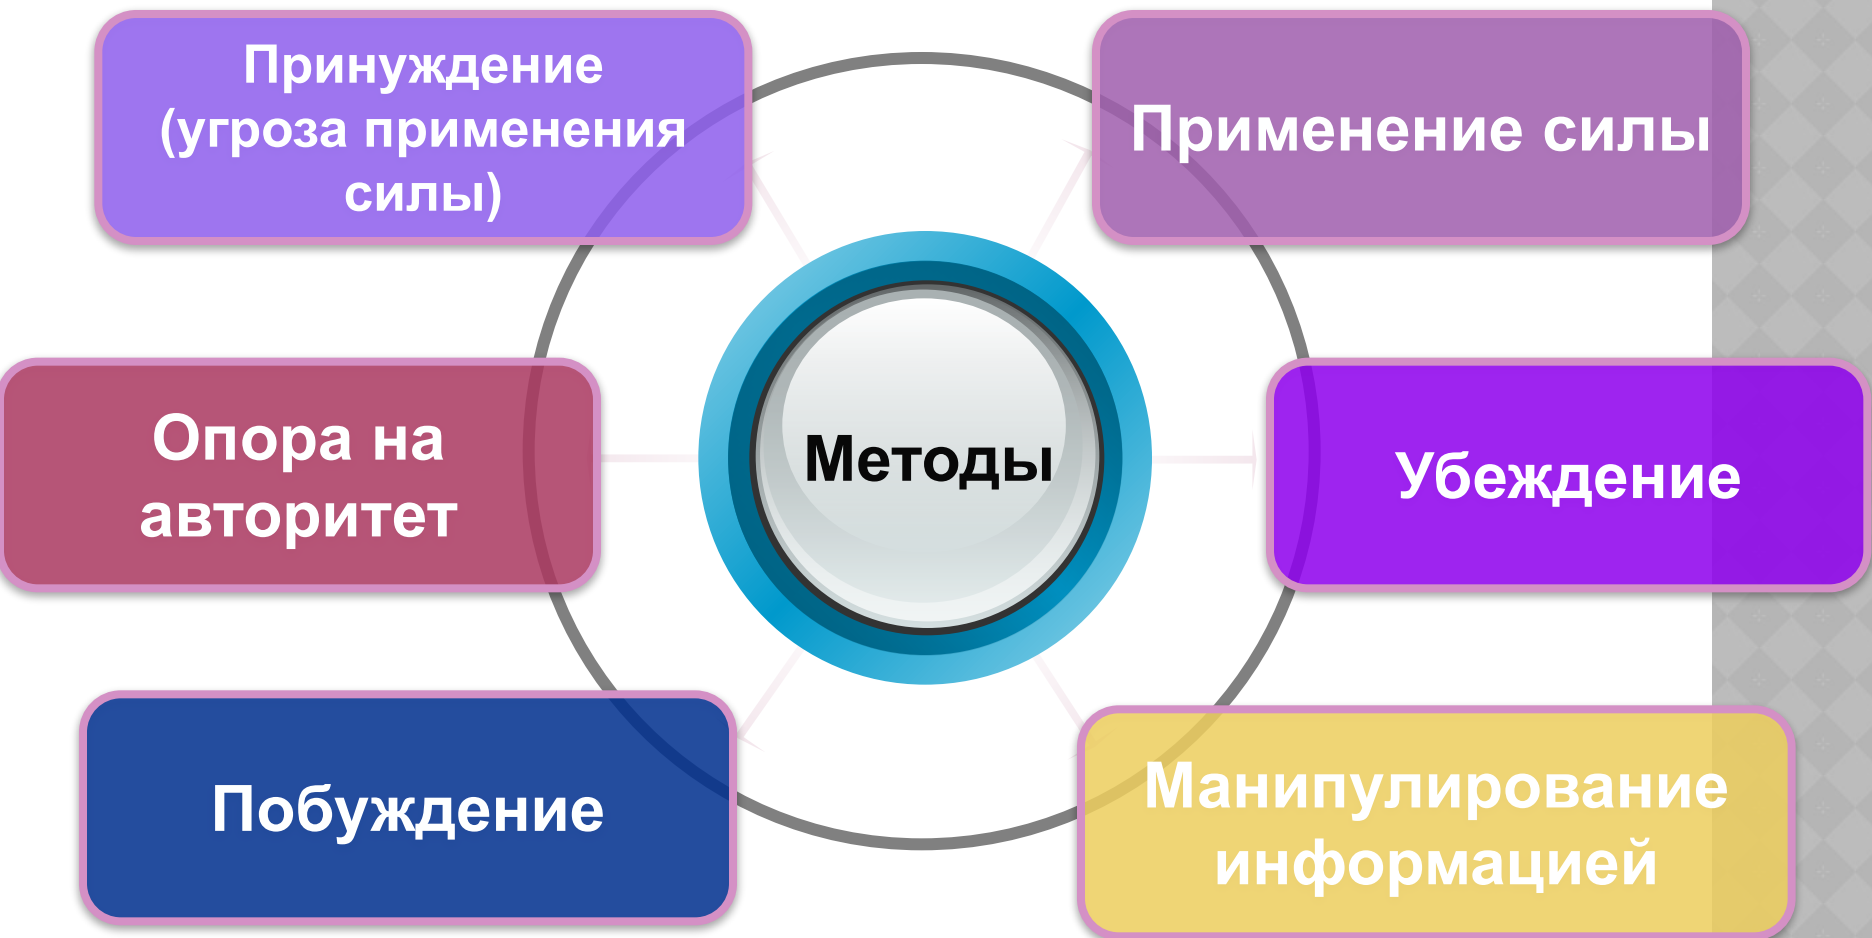 Принуждение
(угроза применения
силы)
Применение силы
Опора на
авторитет
Методы
Убеждение
Побуждение
Манипулирование
информацией